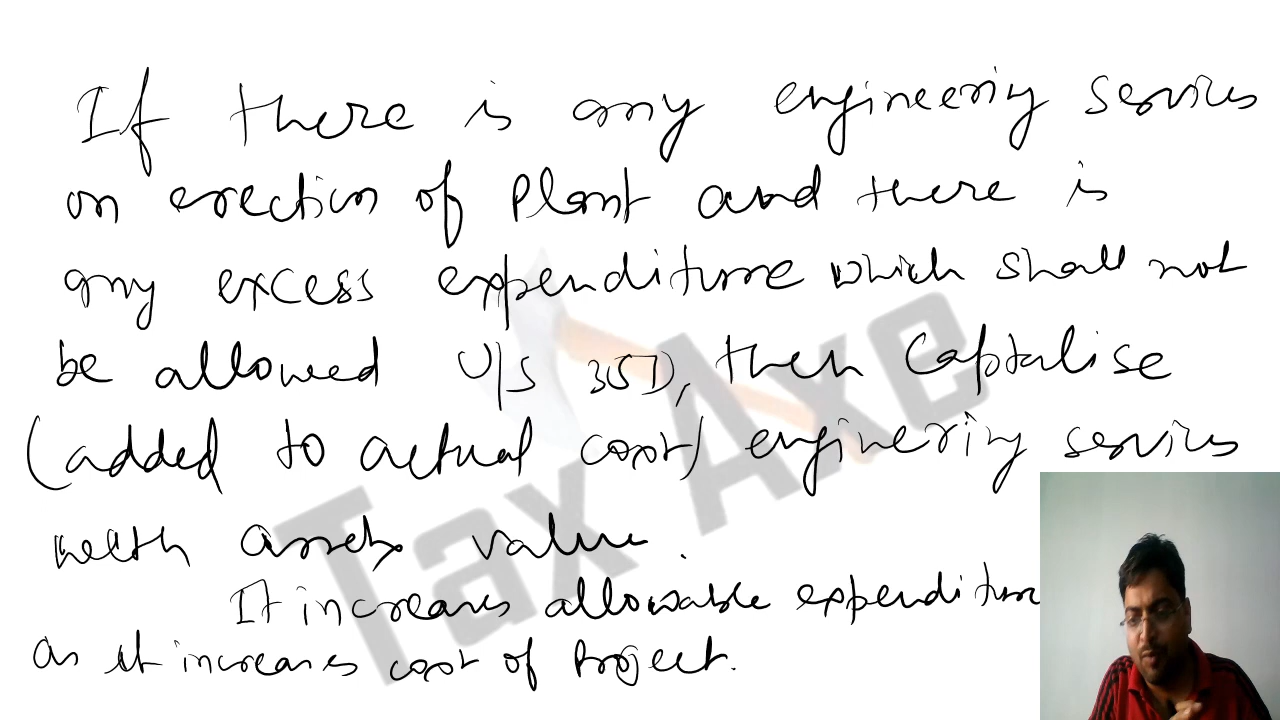 If there is any engineering services
on erection of Plant and there is
any excess expenditure which shall not
be allowed U/S 35D, then Capitalise
(added to actual cost) engineering services
with assets value.
It increases allowable expenditure
as it increases cost of Project.
Tax Axe